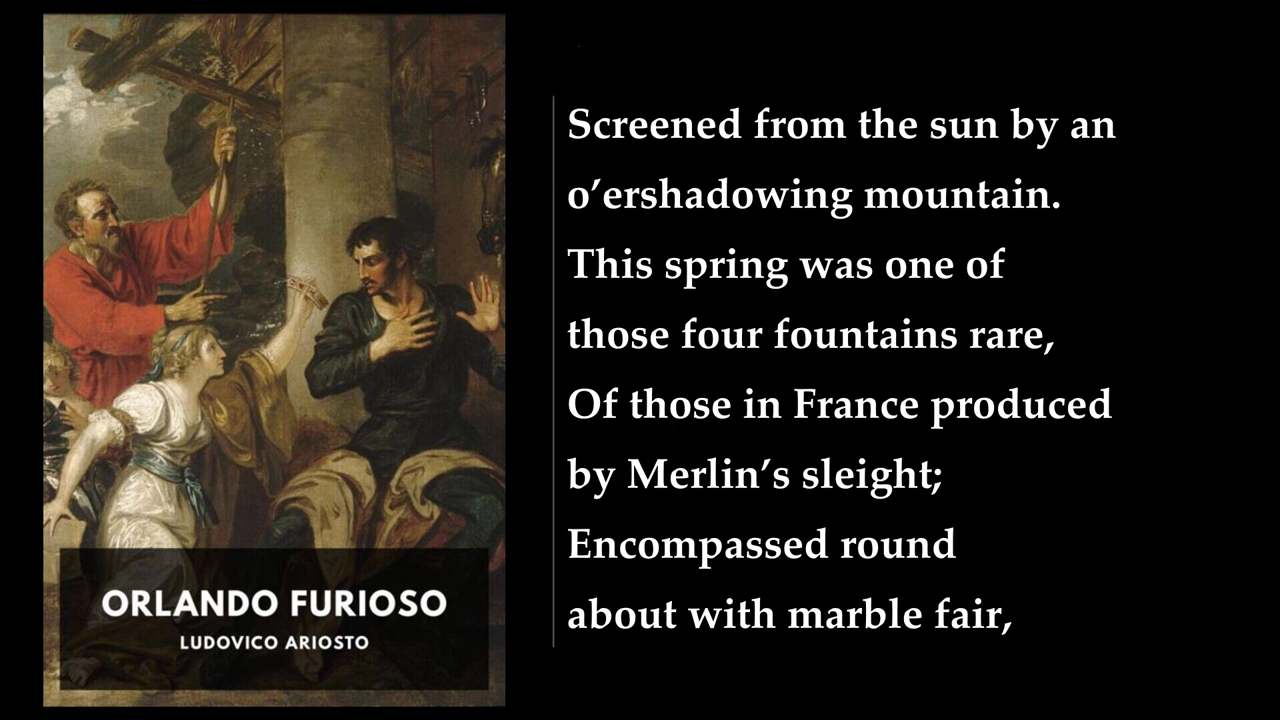 Screened from the sun by an
o’ershadowing mountain.
This spring was one of
those four fountains rare,
Of those in France produced
by Merlin’s sleight;
Encompassed round
about with marble fair,
ORLANDO FURIOSO
LUDOVICO ARIOSTO